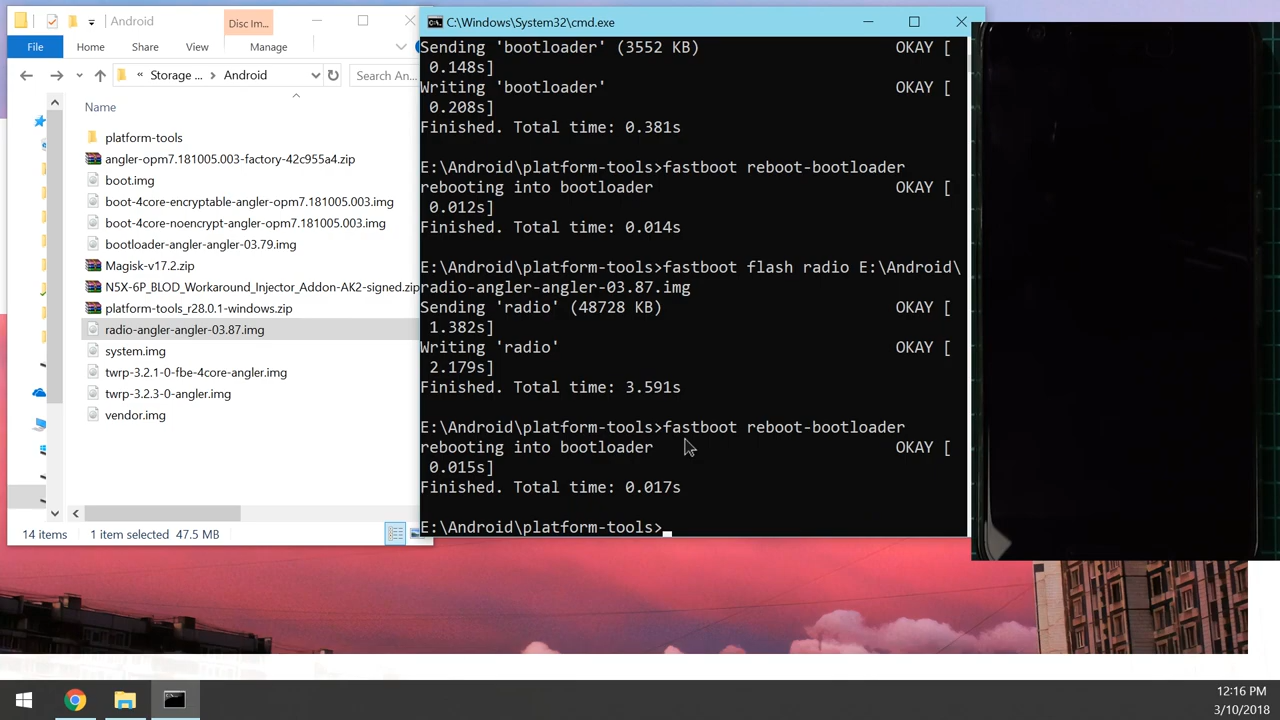 Android
Disc Im...
File
Home
Share
View
Manage
« Storage ...
Android
Search An...
Name
platform-tools
angler-opm7.181005.003-factory-42c955a4.zip
boot.img
boot-4core-encryptable-angler-opm7.181005.003.img
boot-4core-noencrypt-angler-opm7.181005.003.img
bootloader-angler-angler-03.79.img
Magisk-v17.2.zip
N5X-6P_BLOD_Workaround_Injector_Addon-AK2-signed.zip
platform-tools_r28.0.1-windows.zip
radio-angler-angler-03.87.img
system.img
twrp-3.2.1-0-fbe-4core-angler.img
twrp-3.2.3-0-angler.img
vendor.img
14 items
1 item selected 47.5 MB
C:\Windows\System32\cmd.exe
Sending 'bootloader' (3552 KB) OKAY [
0.148s]
Writing 'bootloader' OKAY [
0.208s]
Finished. Total time: 0.381s
E:\Android\platform-tools>fastboot reboot-bootloader
rebooting into bootloader OKAY [
0.012s]
Finished. Total time: 0.014s
E:\Android\platform-tools>fastboot flash radio E:\Android\
radio-angler-angler-03.87.img
Sending 'radio' (48728 KB) OKAY [
1.382s]
Writing 'radio' OKAY [
2.179s]
Finished. Total time: 3.591s
E:\Android\platform-tools>fastboot reboot-bootloader
rebooting into bootloader OKAY [
0.015s]
Finished. Total time: 0.017s
E:\Android\platform-tools>
12:16 PM
3/10/2018